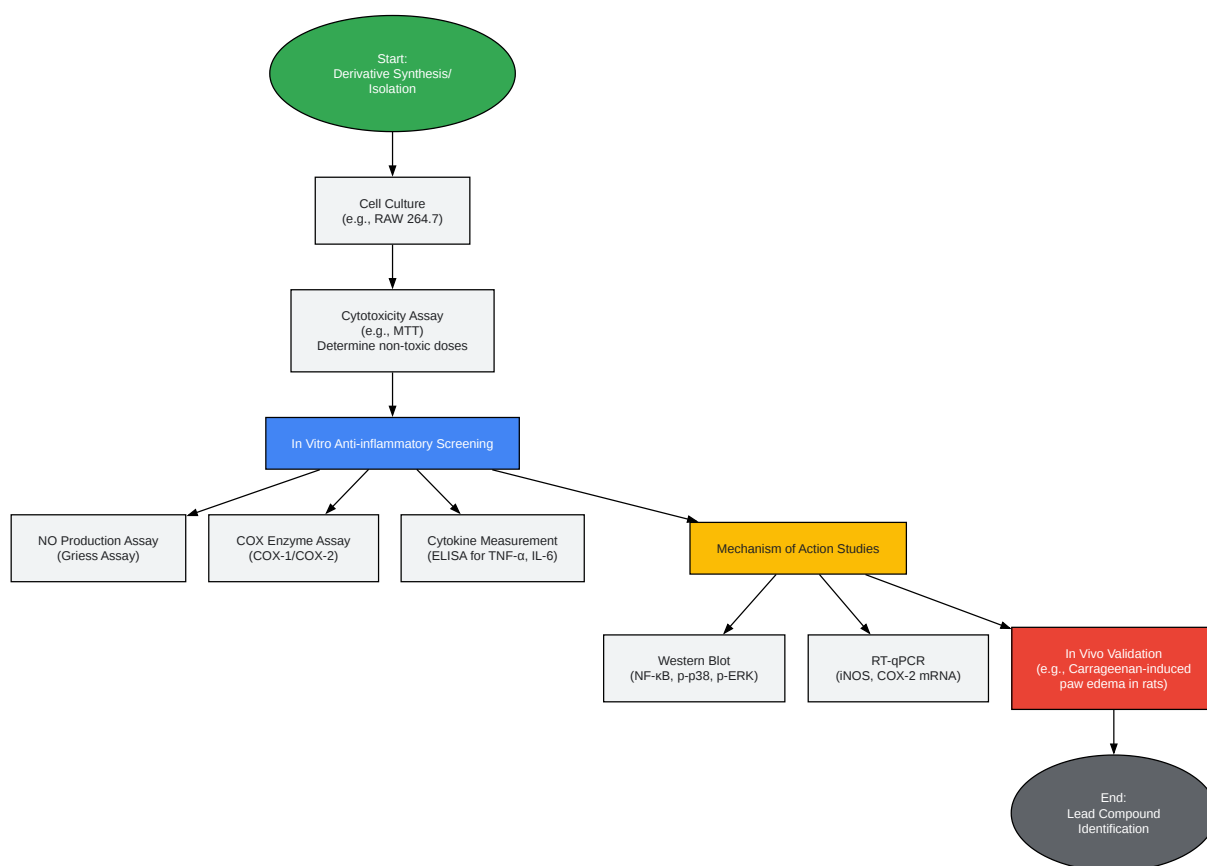 Start:
Derivative Synthesis/
Isolation
Cell Culture
(e.g., RAW 264.7)
Cytotoxicity Assay
(e.g., MTT)
Determine non-toxic doses
In Vitro Anti-inflammatory Screening
NO Production Assay
(Griess Assay)
COX Enzyme Assay
(COX-1/COX-2)
Cytokine Measurement
(ELISA for TNF-α, IL-6)
Mechanism of Action Studies
Western Blot
(NF-κB, p-p38, p-ERK)
RT-qPCR
(iNOS, COX-2 mRNA)
In Vivo Validation
(e.g., Carrageenan-induced
paw edema in rats)
End:
Lead Compound
Identification